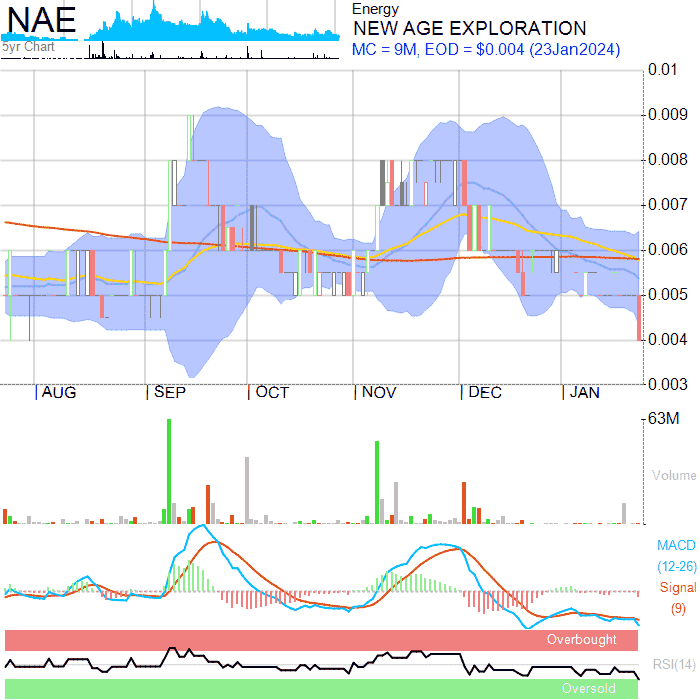 NAE
5yr Chart
Energy
NEW AGE EXPLORATION
MC = 9M, EOD = $0.004 (23Jan2024)
0.01
0.009
0.008
0.007
0.006
0.005
0.004
0.003
AUG SEP OCT NOV DEC JAN
63M
Volume
MACD
(12-26)
Signal
(9)
Overbought
RSI(14)
Oversold